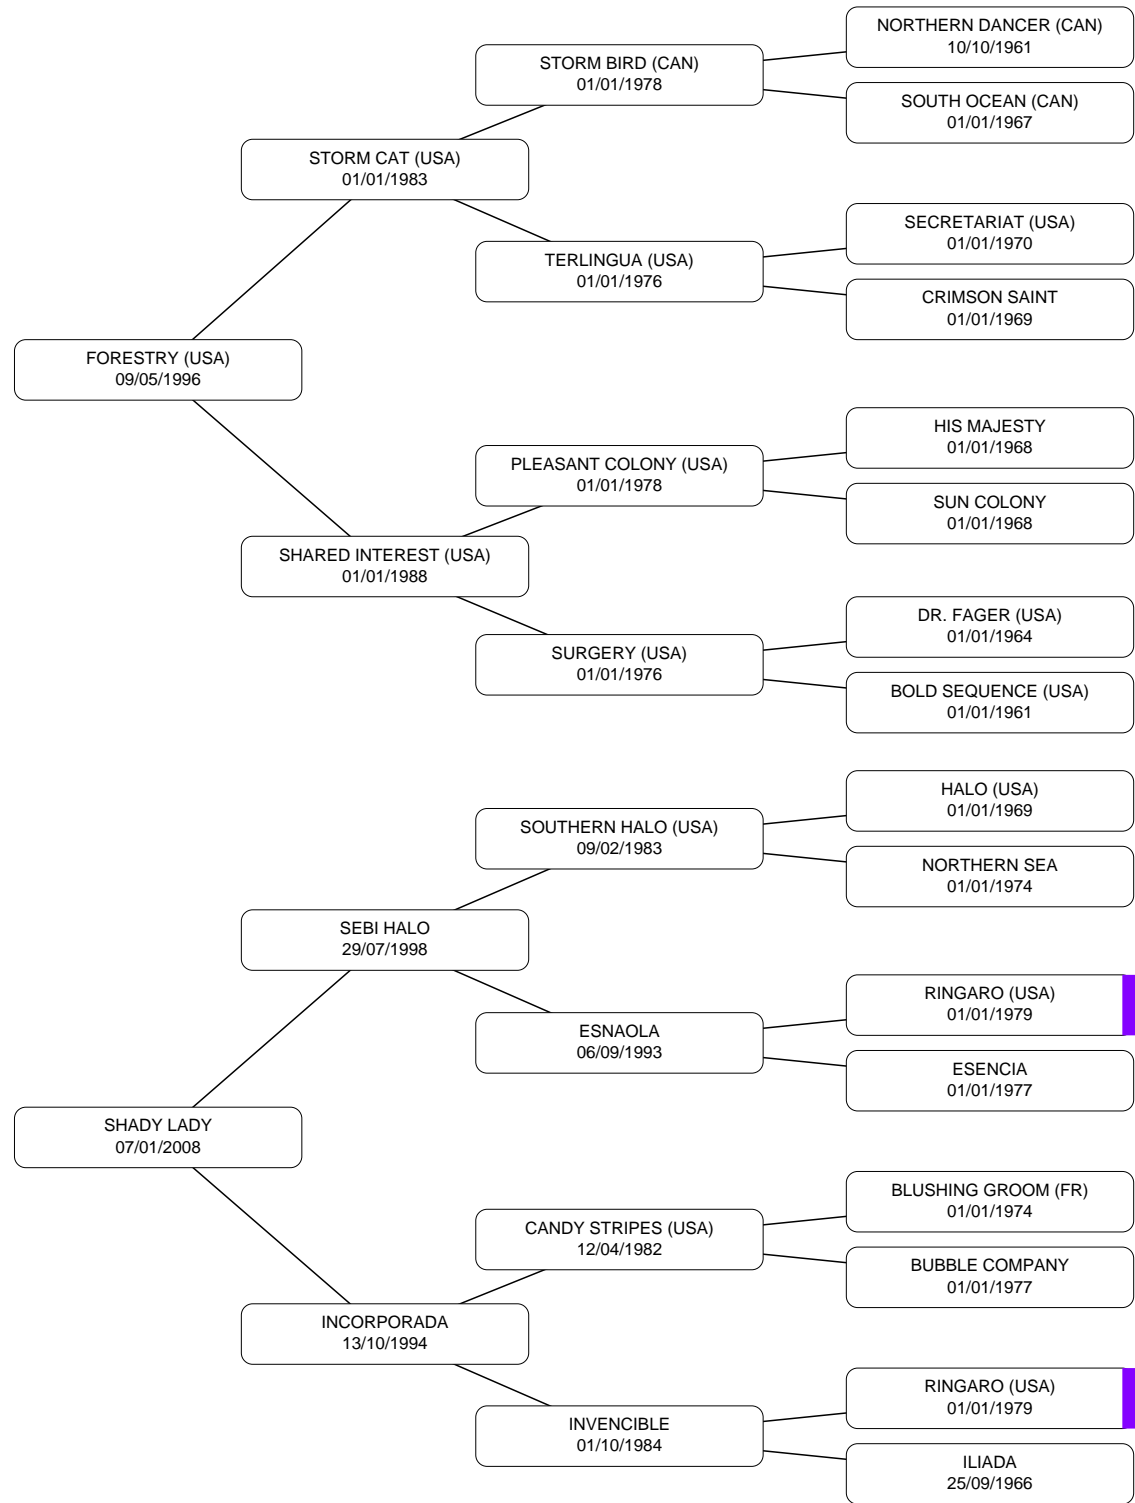 NORTHERN DANCER (CAN)
10/10/1961
STORM BIRD (CAN)
01/01/1978
SOUTH OCEAN (CAN)
01/01/1967
STORM CAT (USA)
01/01/1983
SECRETARIAT (USA)
01/01/1970
TERLINGUA (USA)
01/01/1976
CRIMSON SAINT
01/01/1969
FORESTRY (USA)
09/05/1996
HIS MAJESTY
01/01/1968
PLEASANT COLONY (USA)
01/01/1978
SUN COLONY
01/01/1968
SHARED INTEREST (USA)
01/01/1988
DR. FAGER (USA)
01/01/1964
SURGERY (USA)
01/01/1976
BOLD SEQUENCE (USA)
01/01/1961
HALO (USA)
01/01/1969
SOUTHERN HALO (USA)
09/02/1983
NORTHERN SEA
01/01/1974
SEBI HALO
29/07/1998
RINGARO (USA)
01/01/1979
ESNAOLA
06/09/1993
ESENCIA
01/01/1977
SHADY LADY
07/01/2008
BLUSHING GROOM (FR)
01/01/1974
CANDY STRIPES (USA)
12/04/1982
BUBBLE COMPANY
01/01/1977
INCORPORADA
13/10/1994
RINGARO (USA)
01/01/1979
INVENCIBLE
01/10/1984
ILIADA
25/09/1966